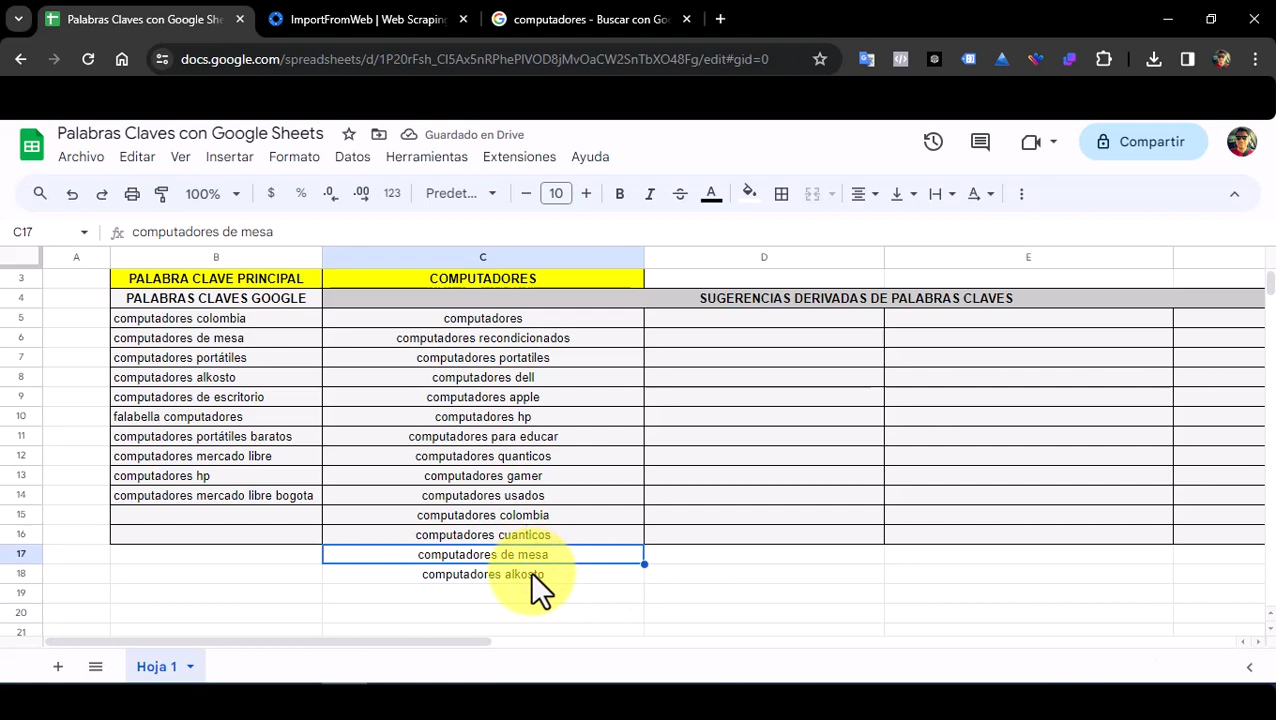 Palabras Claves con Google She
ImportFromWeb | Web Scraping
computadores - Buscar con Goo
docs.google.com/spreadsheets/d/1P20rFsh_CI5Ax5nRPhePIVOD8jMvOaCW2SnTbXO48Fg/edit#gid=0
Palabras Claves con Google Sheets
Guardado en Drive
Archivo Editar Ver Insertar Formato Datos Herramientas Extensiones Ayuda
Compartir
100% $ % .0 .00 123 Predet... 10 B I A
C17 fx computadores de mesa
A B C D E
3 PALABRA CLAVE PRINCIPAL COMPUTADORES
4 PALABRAS CLAVES GOOGLE SUGERENCIAS DERIVADAS DE PALABRAS CLAVES
5 computadores colombia computadores
6 computadores de mesa computadores recondicionados
7 computadores portátiles computadores portatiles
8 computadores alkosto computadores dell
9 computadores de escritorio computadores apple
10 falabella computadores computadores hp
11 computadores portátiles baratos computadores para educar
12 computadores mercado libre computadores quanticos
13 computadores hp computadores gamer
14 computadores mercado libre bogota computadores usados
15 computadores colombia
16 computadores cuanticos
17 computadores de mesa
18 computadores alkosto
19
20
21
Hoja 1